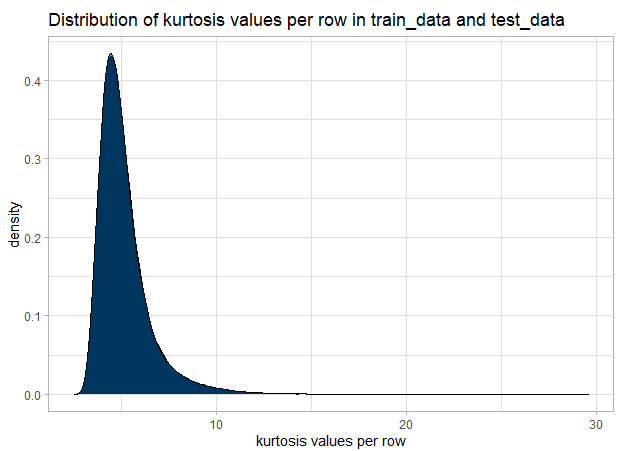 Distribution of kurtosis values per row in train_data and test_data
density
0.4
0.3
0.2
0.1
0.0
10
20
30
kurtosis values per row